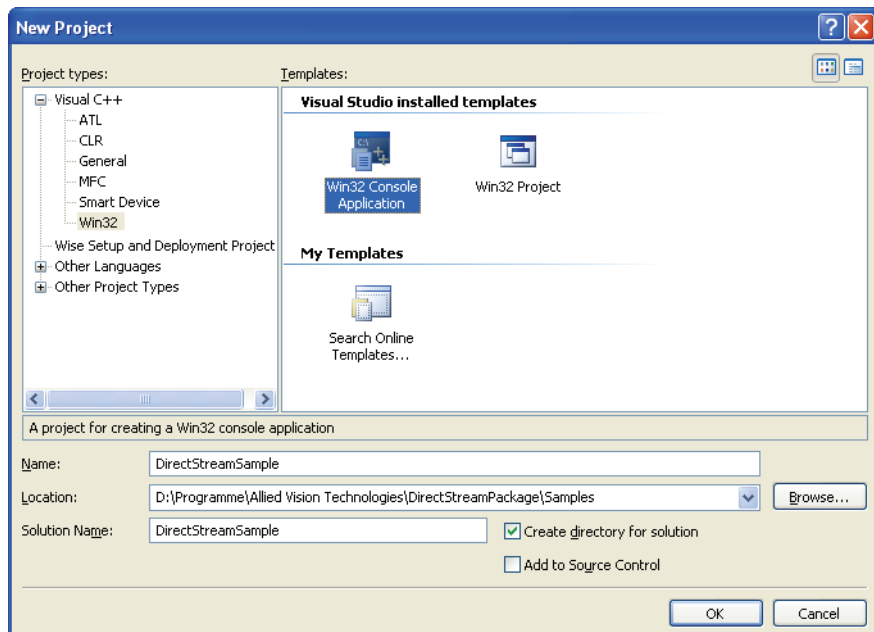 New Project
Project types:
Templates:
Visual C++
ATL
CLR
General
MFC
Smart Device
Win32
Wise Setup and Deployment Project
Other Languages
Other Project Types
Visual Studio installed templates
Win32 Console
Application
Win32 Project
My Templates
Search Online
Templates...
A project for creating a Win32 console application
Name:
DirectStreamSample
Location:
D:\Programme\Allied Vision Technologies\DirectStreamPackage\Samples
Browse...
Solution Name:
DirectStreamSample
Create directory for solution
Add to Source Control
OK
Cancel